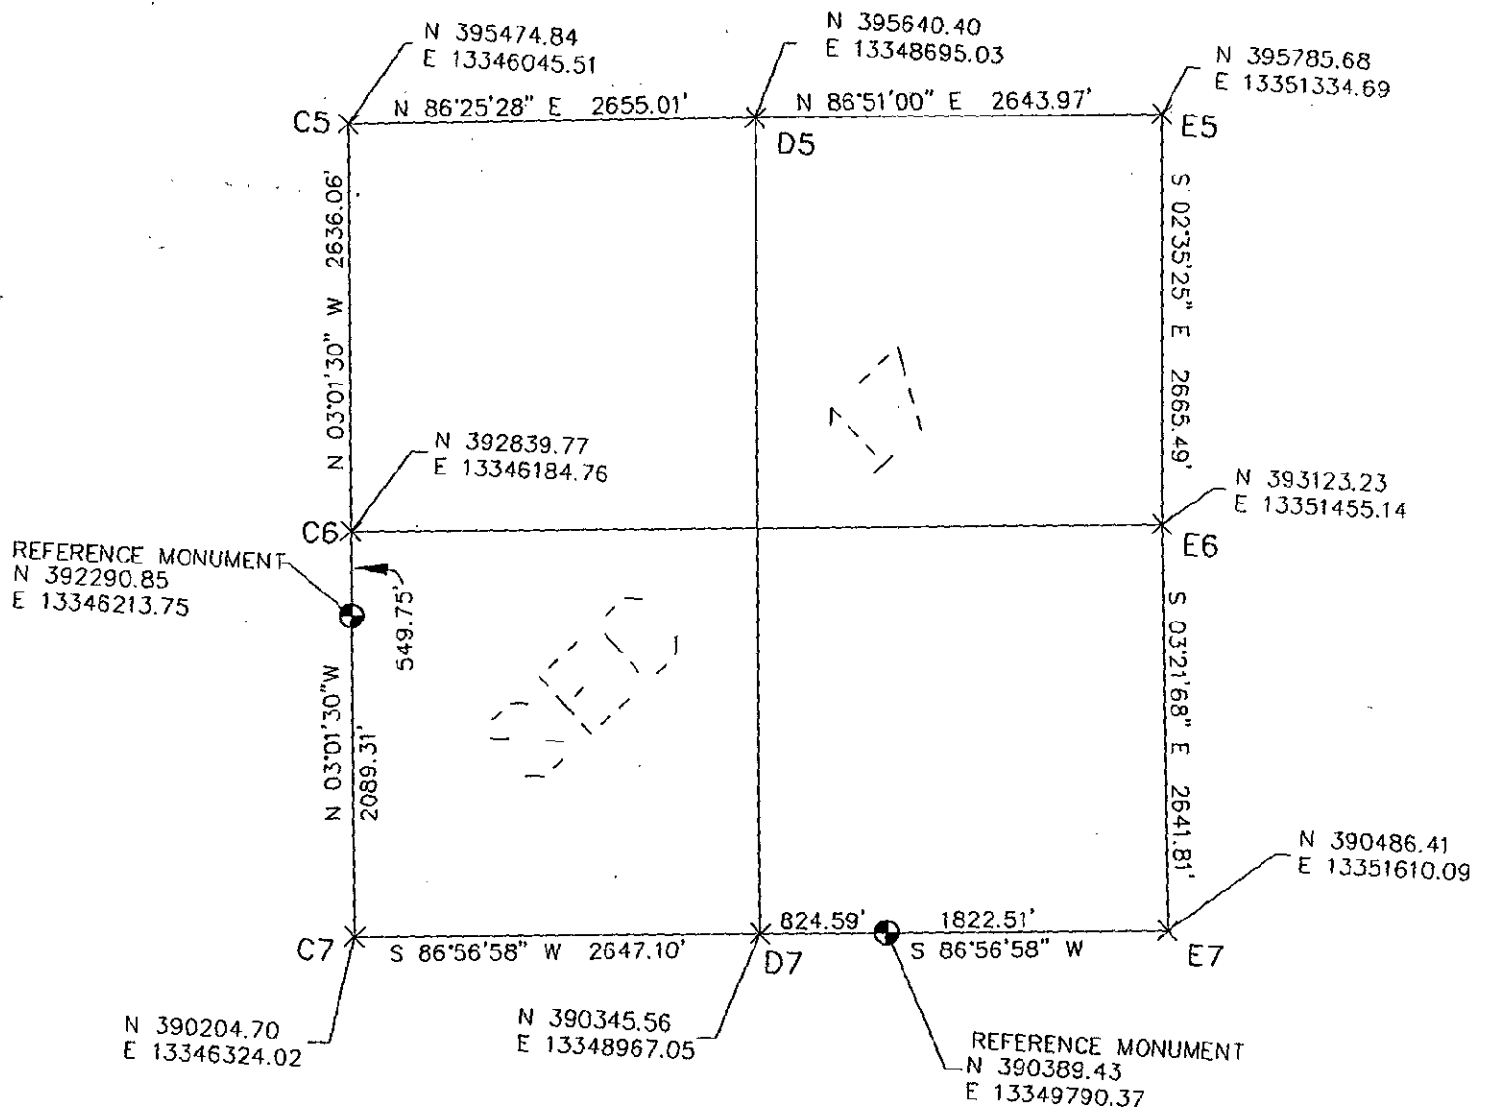 N 395474.84
E 13346045.51
N 395640.40
E 13348695.03
N 395785.68
E 13351334.69
C5
N 86°25'28" E 2655.01'
D5
N 86°51'00" E 2643.97'
E5
N 03°01'30" W 2636.06'
S 02°35'25" E 2665.49'
N 392839.77
E 13346184.76
N 393123.23
E 13351455.14
C6
E6
REFERENCE MONUMENT
N 392290.85
E 13346213.75
549.75'
N 03°01'30"W
2089.31'
S 03°21'68" E 2641.81'
N 390486.41
E 13351610.09
824.59'
1822.51'
C7
S 86°56'58" W 2647.10'
D7
S 86°56'58" W
E7
N 390204.70
E 13346324.02
N 390345.56
E 13348967.05
REFERENCE MONUMENT
N 390389.43
E 13349790.37